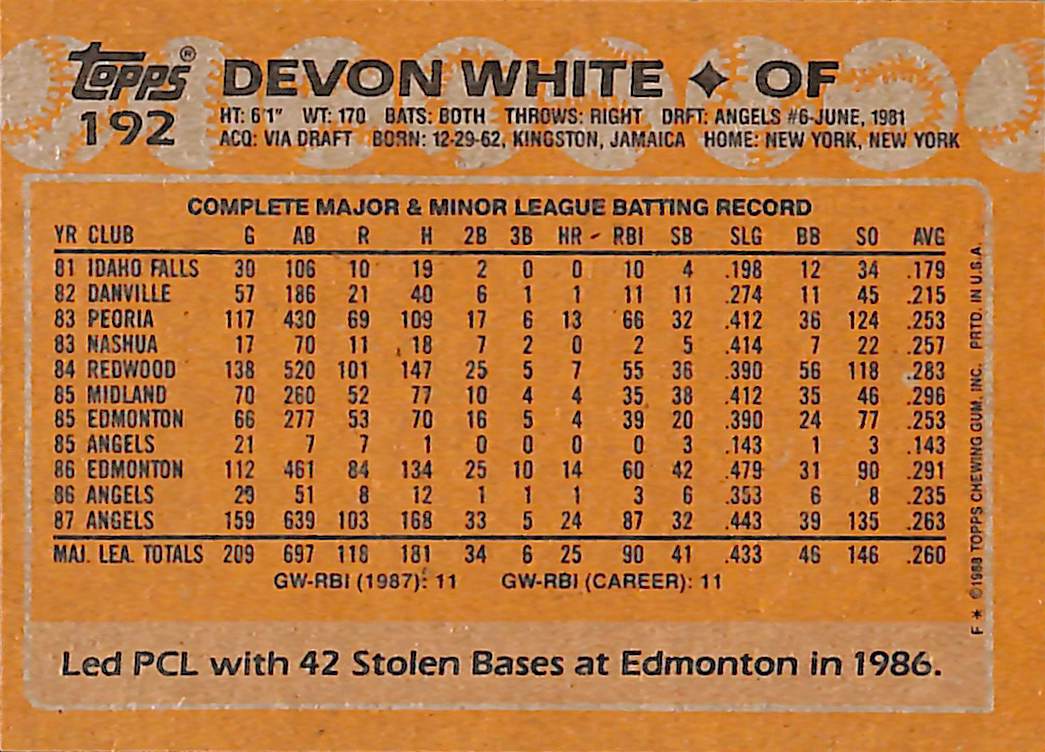 Topps® DEVON WHITE ✦ OF
192 HT: 6'1" WT: 170 BATS: BOTH THROWS: RIGHT DRFT: ANGELS #6-JUNE, 1981
ACQ: VIA DRAFT BORN: 12-29-62, KINGSTON, JAMAICA HOME: NEW YORK, NEW YORK
COMPLETE MAJOR & MINOR LEAGUE BATTING RECORD
YR CLUB G AB R H 2B 3B HR RBI SB SLG BB SO AVG
81 IDAHO FALLS 30 106 10 19 2 0 0 10 4 .198 12 34 .179
82 DANVILLE 57 186 21 40 6 1 1 11 11 .274 11 45 .215
83 PEORIA 117 430 69 109 17 6 13 66 32 .412 36 124 .253
83 NASHUA 17 70 11 18 7 2 0 2 5 .414 7 22 .257
84 REDWOOD 138 520 101 147 25 5 7 55 36 .390 56 118 .283
85 MIDLAND 70 260 52 77 10 4 4 35 38 .412 35 46 .296
85 EDMONTON 66 277 53 70 16 5 4 39 20 .390 24 77 .253
85 ANGELS 21 7 7 1 0 0 0 0 3 .143 1 3 .143
86 EDMONTON 112 461 84 134 25 10 14 60 42 .479 31 90 .291
86 ANGELS 29 51 8 12 1 1 1 3 6 .353 6 8 .235
87 ANGELS 159 639 103 168 33 5 24 87 32 .443 39 135 .263
MAJ. LEA. TOTALS 209 697 118 181 34 6 25 90 41 .433 46 146 .260
GW-RBI (1987): 11 GW-RBI (CAREER): 11
Led PCL with 42 Stolen Bases at Edmonton in 1986.
F ✶ ©1988 TOPPS CHEWING GUM, INC. PRTD. IN U.S.A.